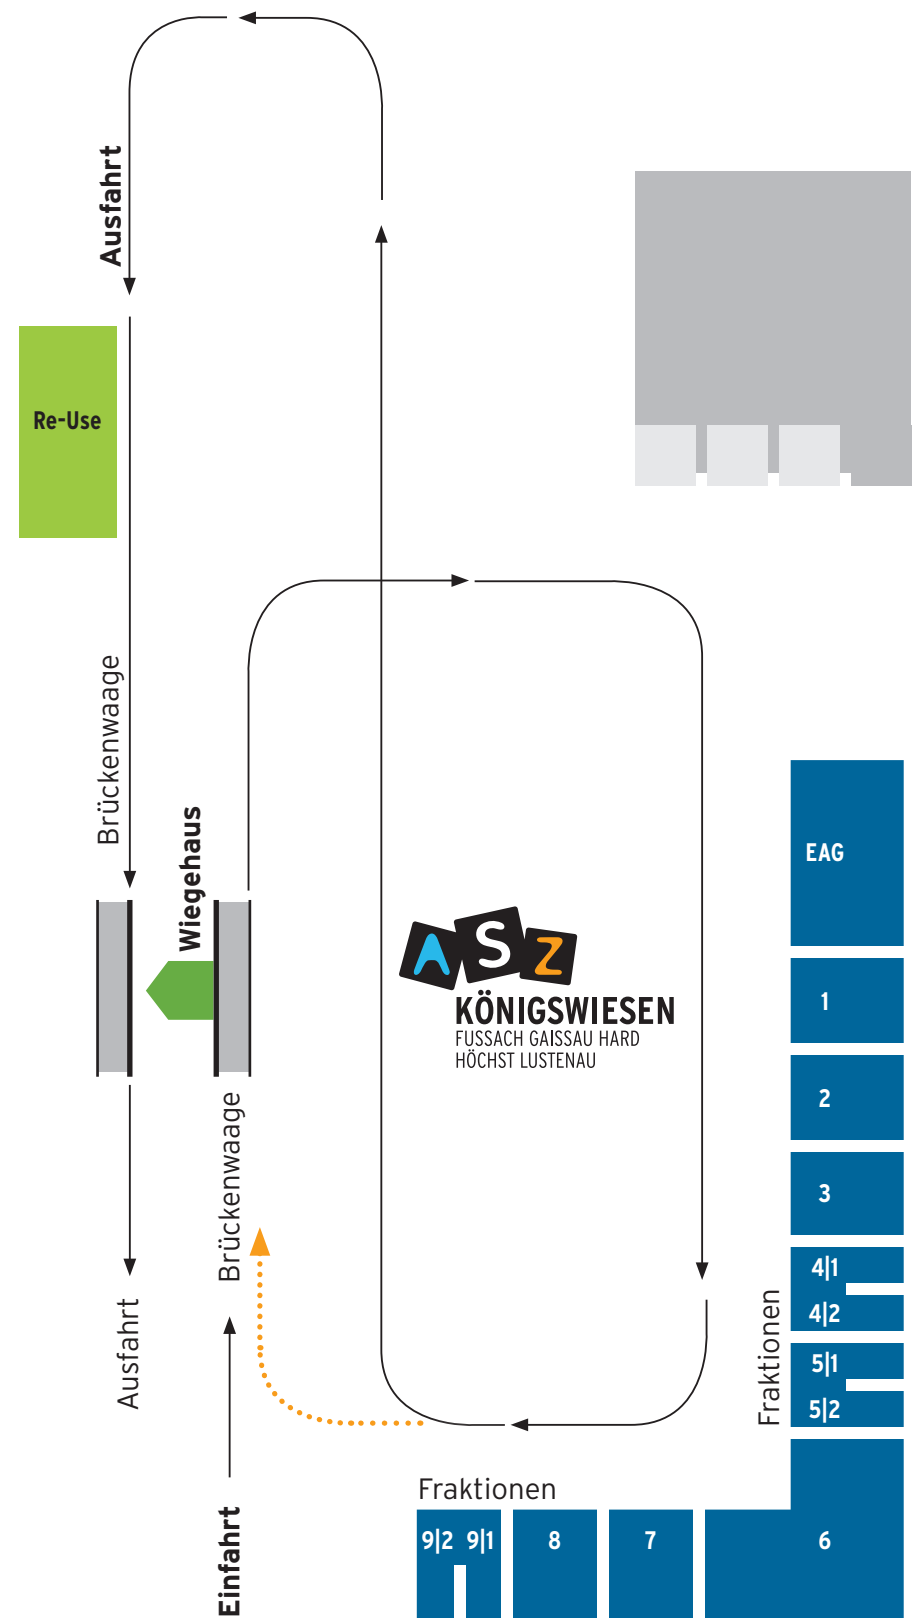 Ausfahrt
Re-Use
Brückenwaage
Wiegehaus
EAG
ASZ
KÖNIGSWIESEN
FUSSACH GAISSAU HARD
HÖCHST LUSTENAU
1
2
3
Brückenwaage
4|1
4|2
Ausfahrt
Fraktionen
5|1
5|2
Fraktionen
Einfahrt
9|2 9|1
8
7
6